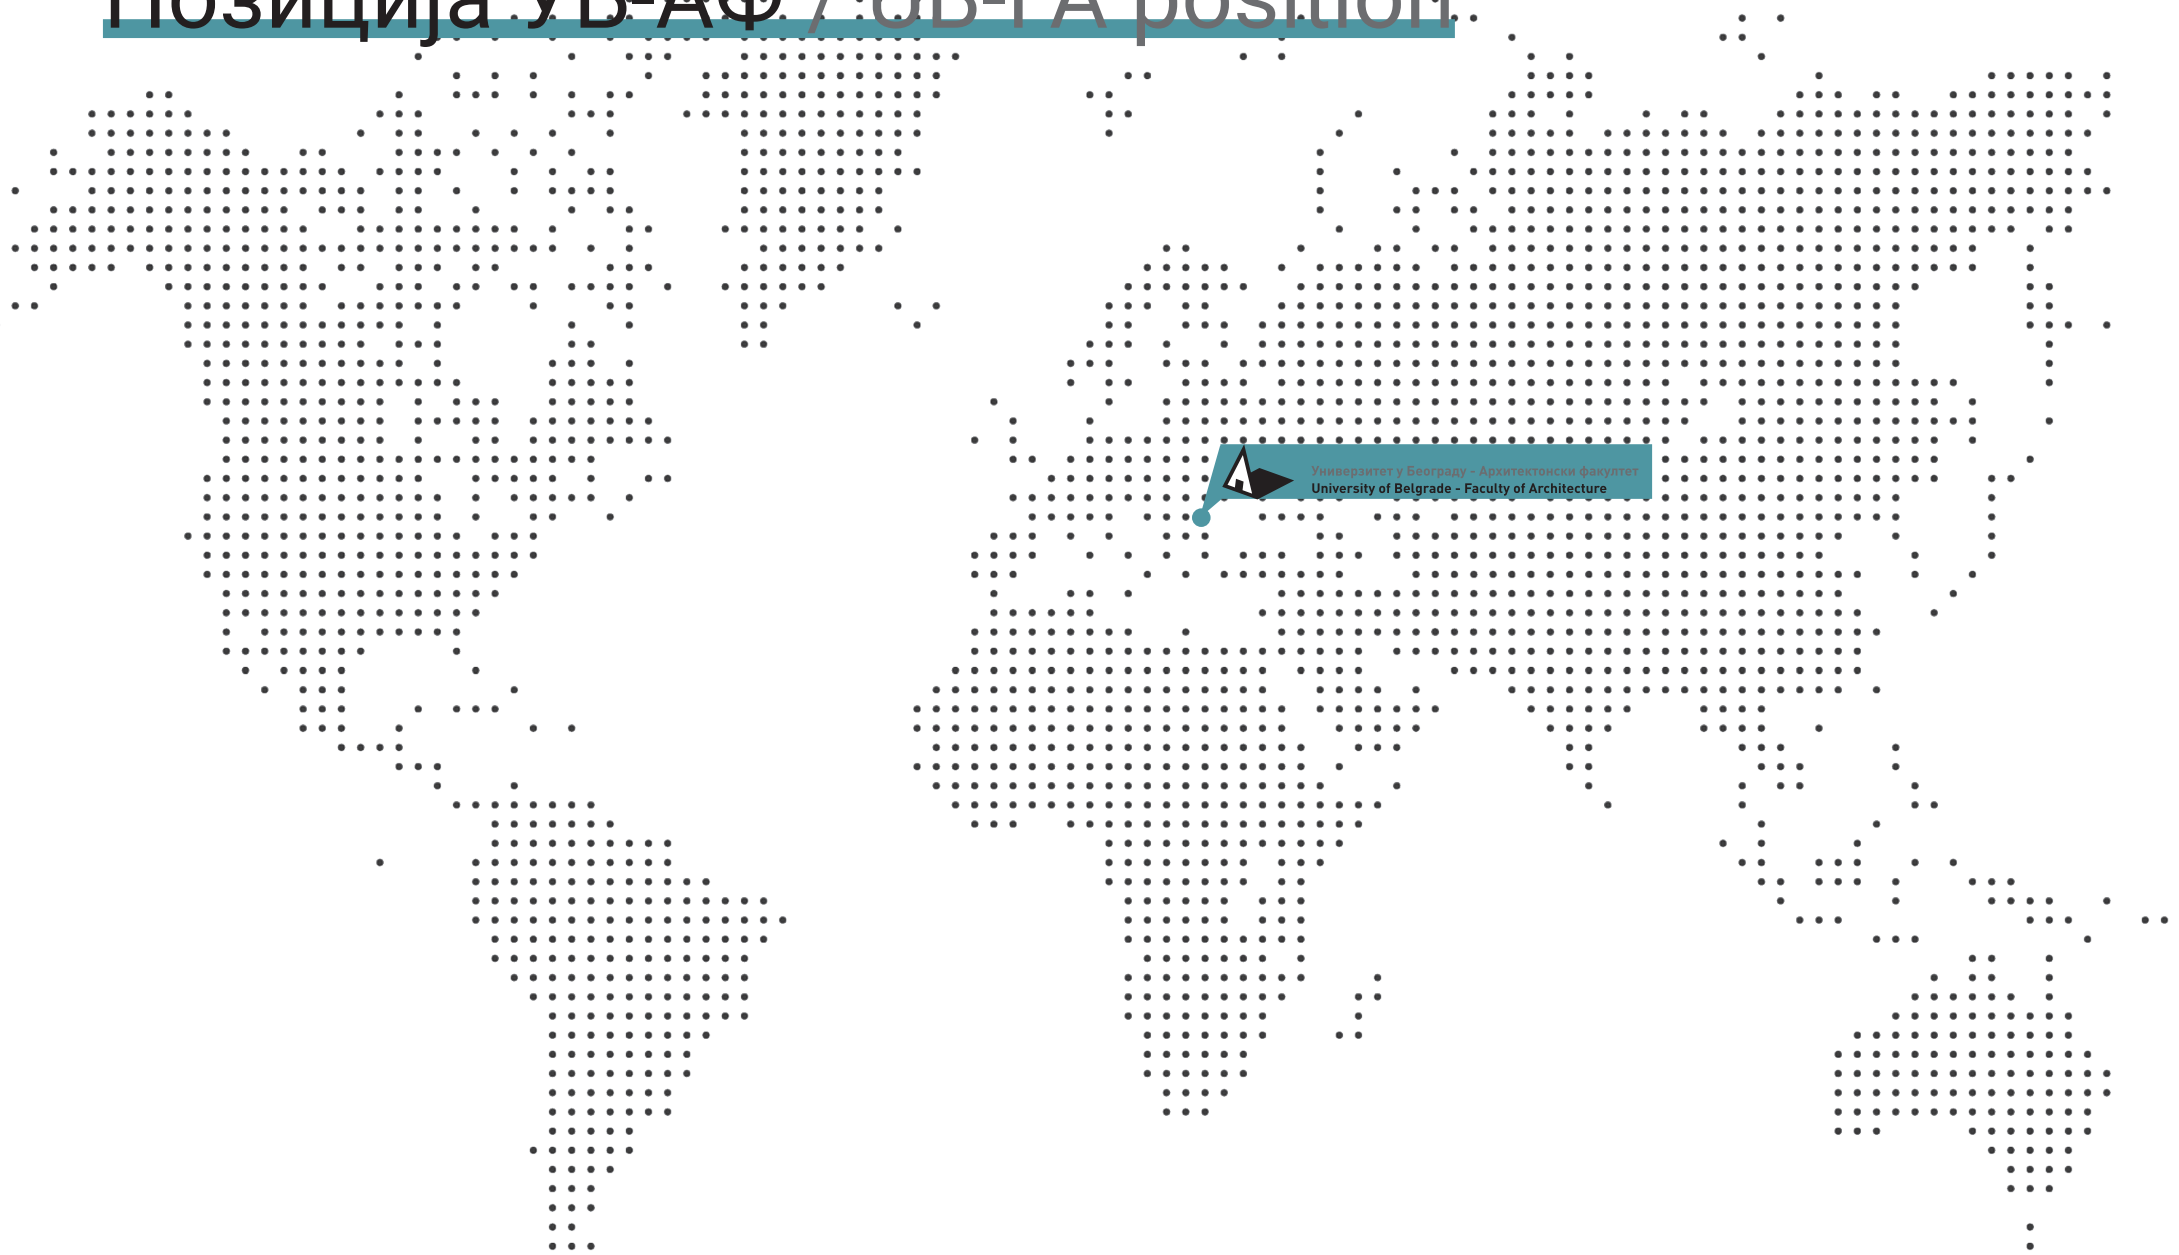 Позиција УБ-АФ / UB-FA position
Универзитет у Београду - Архитектонски факултет
University of Belgrade - Faculty of Architecture